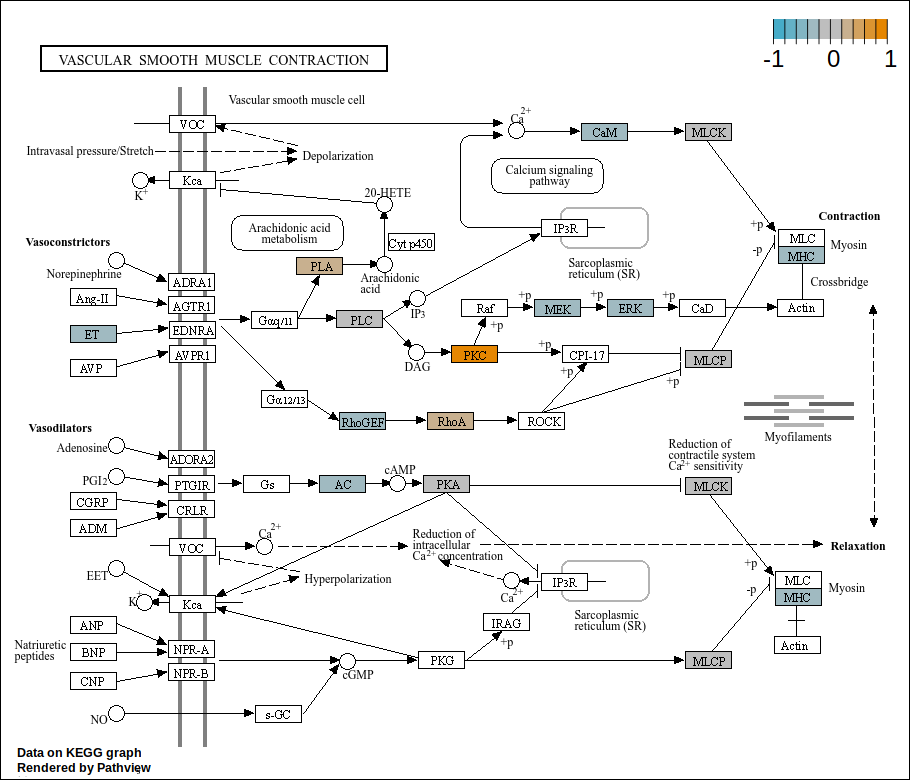 -1 0 1
VASCULAR SMOOTH MUSCLE CONTRACTION
Vascular smooth muscle cell
VOC
Ca2+
CaM
MLCK
Intravasal pressure/Stretch
Depolarization
Kca
K+
20-HETE
Calcium signaling
pathway
Arachidonic acid
metabolism
Cyt p450
IP3R
Sarcoplasmic
reticulum (SR)
+p
-p
Contraction
MLC
MHC
Myosin
Crossbridge
Actin
Vasoconstrictors
Norepinephrine
ADRA1
PLA
Arachidonic
acid
Ang-II
AGTR1
IP3
Raf
+p
MEK
+p
ERK
+p
CaD
ET
EDNRA
Gαq/11
PLC
+p
AVP
AVPR1
DAG
PKC
+p
CPI-17
+p
MLCP
+p
Gα12/13
RhoGEF
RhoA
ROCK
Myofilaments
Vasodilators
Adenosine
ADORA2
Reduction of
contractile system
Ca2+ sensitivity
PGI2
PTGIR
Gs
AC
cAMP
PKA
MLCK
CGRP
CRLR
ADM
VOC
Ca2+
Reduction of
intracellular
Ca2+ concentration
Relaxation
EET
Hyperpolarization
K+
Kca
Ca2+
IP3R
Sarcoplasmic
reticulum (SR)
+p
-p
MLC
MHC
Myosin
Actin
IRAG
+p
Natriuretic
peptides
ANP
BNP
CNP
NPR-A
NPR-B
cGMP
PKG
MLCP
NO
s-GC
Data on KEGG graph
Rendered by Pathview